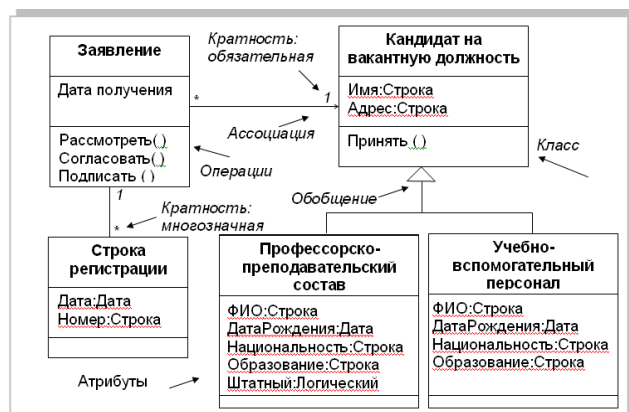 Заявление
Дата получения
Рассмотреть()
Согласовать()
Подписать ()
Кратность:
обязательная
*
1
Ассоциация
Операции
Кандидат на
вакантную должность
Имя:Строка
Адрес:Строка
Принять ()
Класс
Обобщение
1
*
Кратность:
многозначная
Строка
регистрации
Дата:Дата
Номер:Строка
Атрибуты
Профессорско-
преподавательский
состав
ФИО:Строка
ДатаРождения:Дата
Национальность:Строка
Образование:Строка
Штатный:Логический
Учебно-
вспомогательный
персонал
ФИО:Строка
ДатаРождения:Дата
Национальность:Строка
Образование:Строка